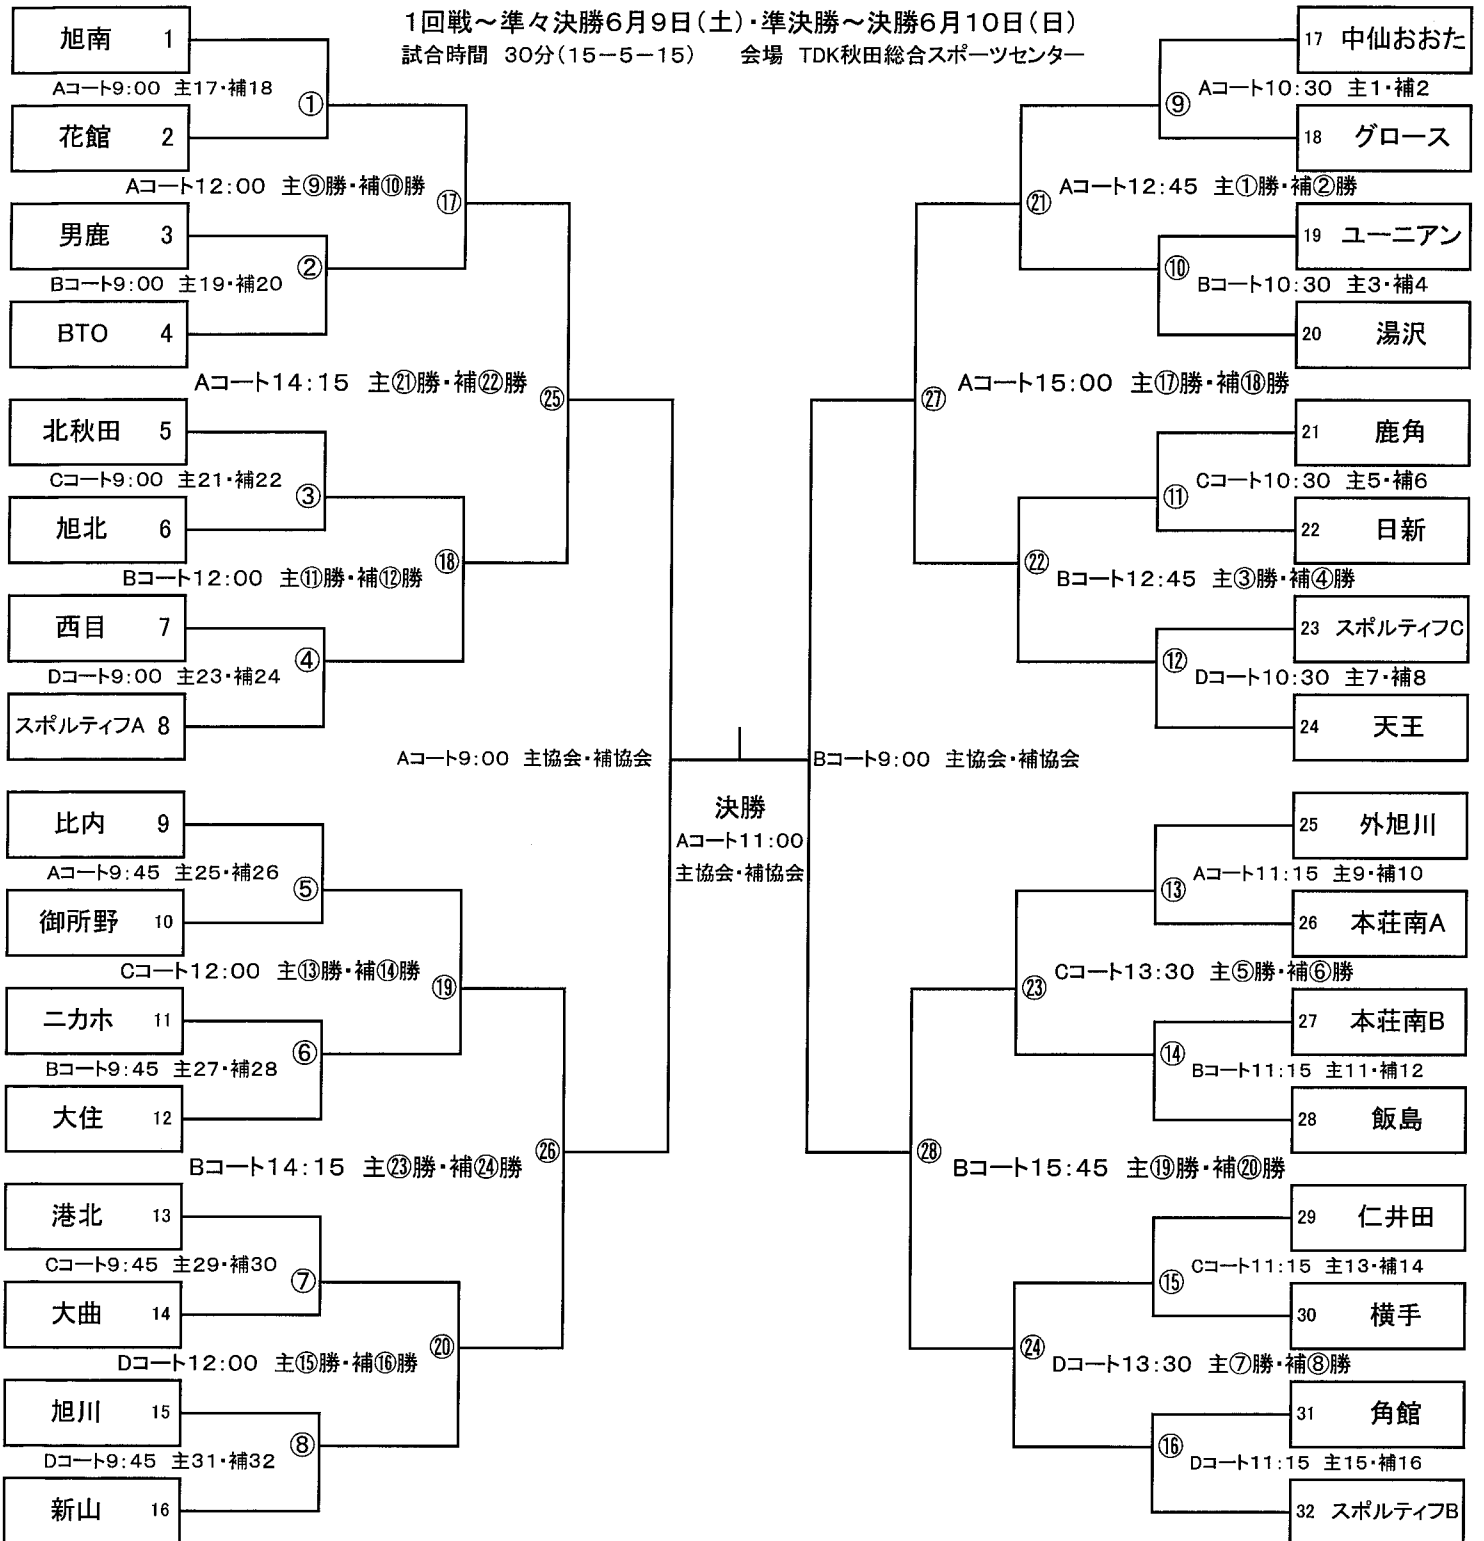 1回戦～準々決勝6月9日(土)・準決勝～決勝6月10日(日)
試合時間 30分(15-5-15) 会場 TDK秋田総合スポーツセンター
旭南 1
Aコート9:00 主17・補18
①
花館 2
Aコート12:00 主⑨勝・補⑩勝
⑰
男鹿 3
Bコート9:00 主19・補20
②
BTO 4
Aコート14:15 主㉑勝・補㉒勝
㉕
北秋田 5
Cコート9:00 主21・補22
③
旭北 6
Bコート12:00 主⑪勝・補⑫勝
⑱
西目 7
Dコート9:00 主23・補24
④
スポルティフA 8
Aコート9:00 主協会・補協会
比内 9
Aコート9:45 主25・補26
⑤
御所野 10
Cコート12:00 主⑬勝・補⑭勝
⑲
ニカホ 11
Bコート9:45 主27・補28
⑥
大住 12
Bコート14:15 主㉓勝・補㉔勝
㉖
港北 13
Cコート9:45 主29・補30
⑦
大曲 14
Dコート12:00 主⑮勝・補⑯勝
⑳
旭川 15
Dコート9:45 主31・補32
⑧
新山 16
決勝
Aコート11:00
主協会・補協会
17 中仙おおた
⑨
Aコート10:30 主1・補2
18 グロース
㉑
Aコート12:45 主①勝・補②勝
19 ユーニアン
⑩
Bコート10:30 主3・補4
20 湯沢
㉗
Aコート15:00 主⑰勝・補⑱勝
21 鹿角
⑪
Cコート10:30 主5・補6
22 日新
㉒
Bコート12:45 主③勝・補④勝
23 スポルティフC
⑫
Dコート10:30 主7・補8
24 天王
Bコート9:00 主協会・補協会
25 外旭川
⑬
Aコート11:15 主9・補10
26 本荘南A
㉓
Cコート13:30 主⑤勝・補⑥勝
27 本荘南B
⑭
Bコート11:15 主11・補12
28 飯島
㉘
Bコート15:45 主⑲勝・補⑳勝
29 仁井田
⑮
Cコート11:15 主13・補14
30 横手
㉔
Dコート13:30 主⑦勝・補⑧勝
31 角館
⑯
Dコート11:15 主15・補16
32 スポルティフB